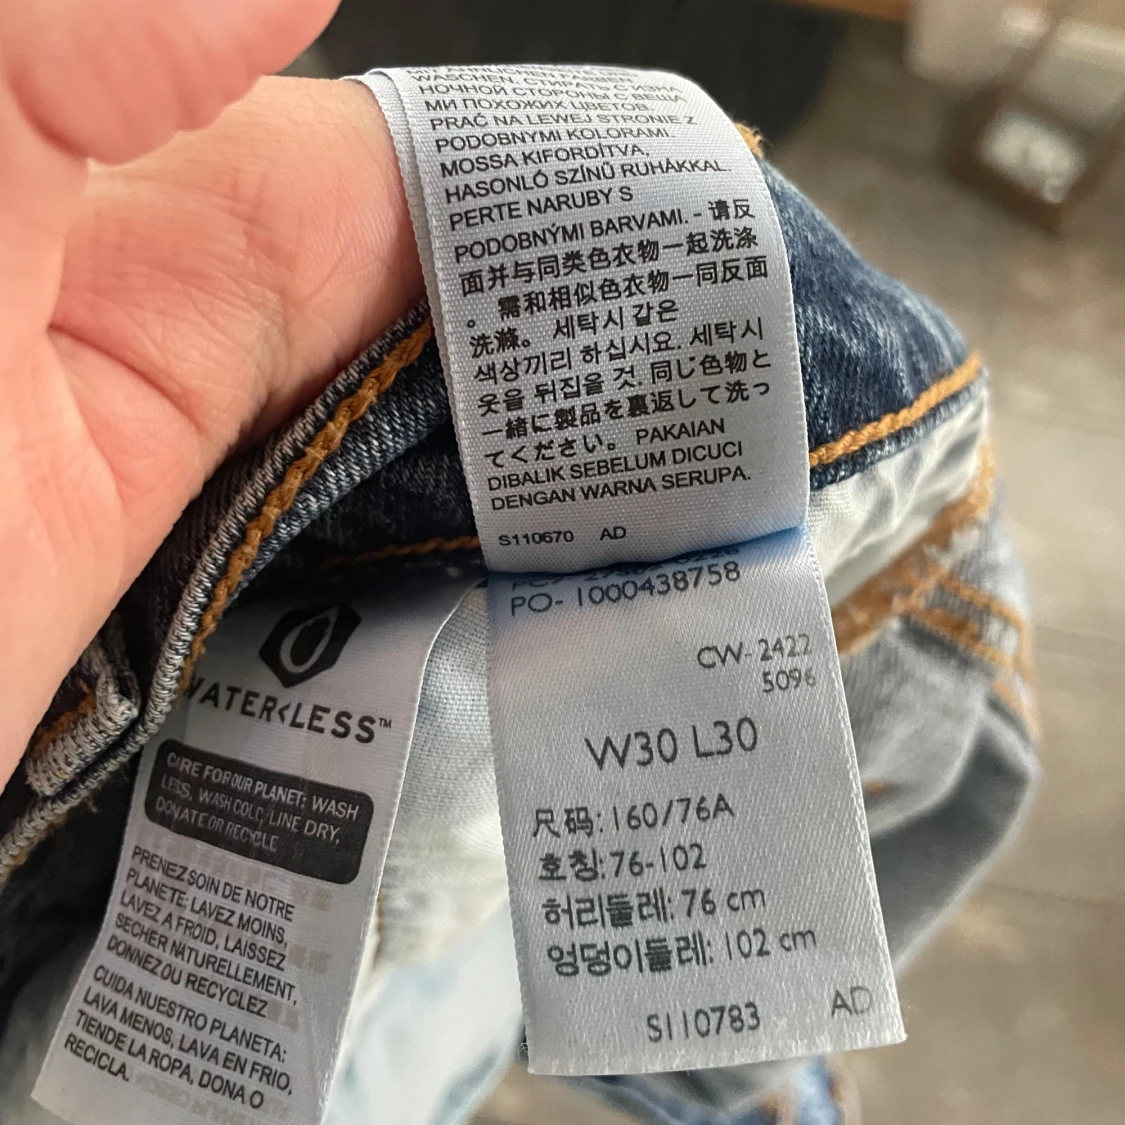 WASCHEN. СТИРАТЬ С ИЗНА
НОЧНОЙ СТОРОНЫ С ВЕЩА
МИ ПОХОЖИХ ЦВЕТОВ.
PRAĆ NA LEWEJ STRONIE Z
PODOBNYMI KOLORAMI.
MOSSA KIFORDÍTVA,
HASONLÓ SZÍNŰ RUHÁKKAL.
PERTE NARUBY S
PODOBNÝMI BARVAMI. - 请反
面并与同类色衣物一起洗涤
。需和相似色衣物一同反面
洗滌。 세탁시 같은
색상끼리 하십시요. 세탁시
옷을 뒤집을 것. 同じ色物と
一緒に製品を裏返して洗っ
てください。 PAKAIAN
DIBALIK SEBELUM DICUCI
DENGAN WARNA SERUPA.
S110670 AD
PO- 1000438758
CW- 2422
5096
W30 L30
尺码: 160/76A
호칭: 76-102
허리둘레: 76 cm
엉덩이둘레: 102 cm
S110783 AD
WATER<LESS™
CARE FOR OUR PLANET: WASH
LESS, WASH COLD, LINE DRY,
DONATE OR RECYCLE
PRENEZ SOIN DE NOTRE
PLANETE: LAVEZ MOINS,
LAVEZ A FROID, LAISSEZ
SECHER NATURELLEMENT,
DONNEZ OU RECYCLEZ
CUIDA NUESTRO PLANETA:
LAVA MENOS, LAVA EN FRIO,
TIENDE LA ROPA, DONA O
RECICLA.